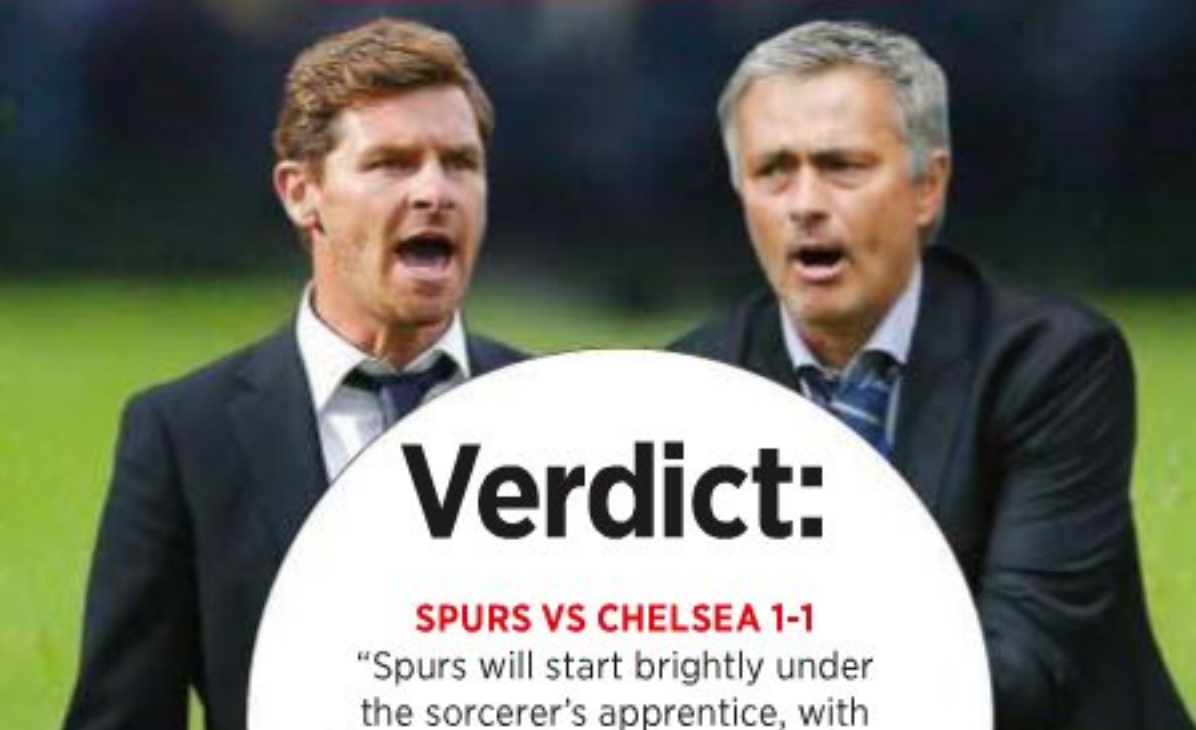 Verdict:
SPURS VS CHELSEA 1-1
“Spurs will start brightly under
the sorcerer’s apprentice, with